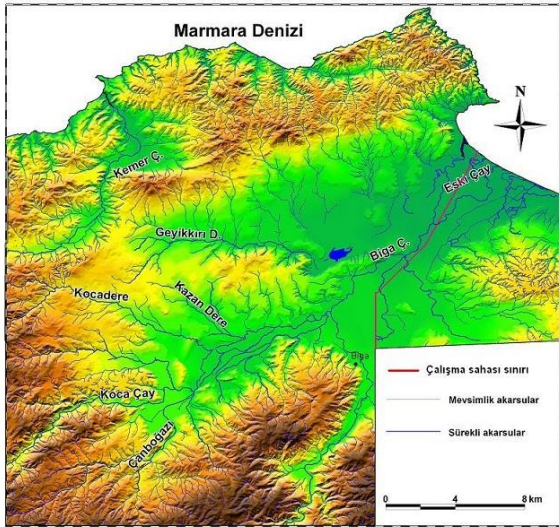 Marmara Denizi
N
Kemer Ç.
Eski Çay
Geyikkırı D.
Biga Ç.
Kocadere
Kazan Dere
Biga
Çalışma sahası sınırı
Koca Çay
Mevsimlik akarsular
Çanboğazı
Sürekli akarsular
0 4 8 km